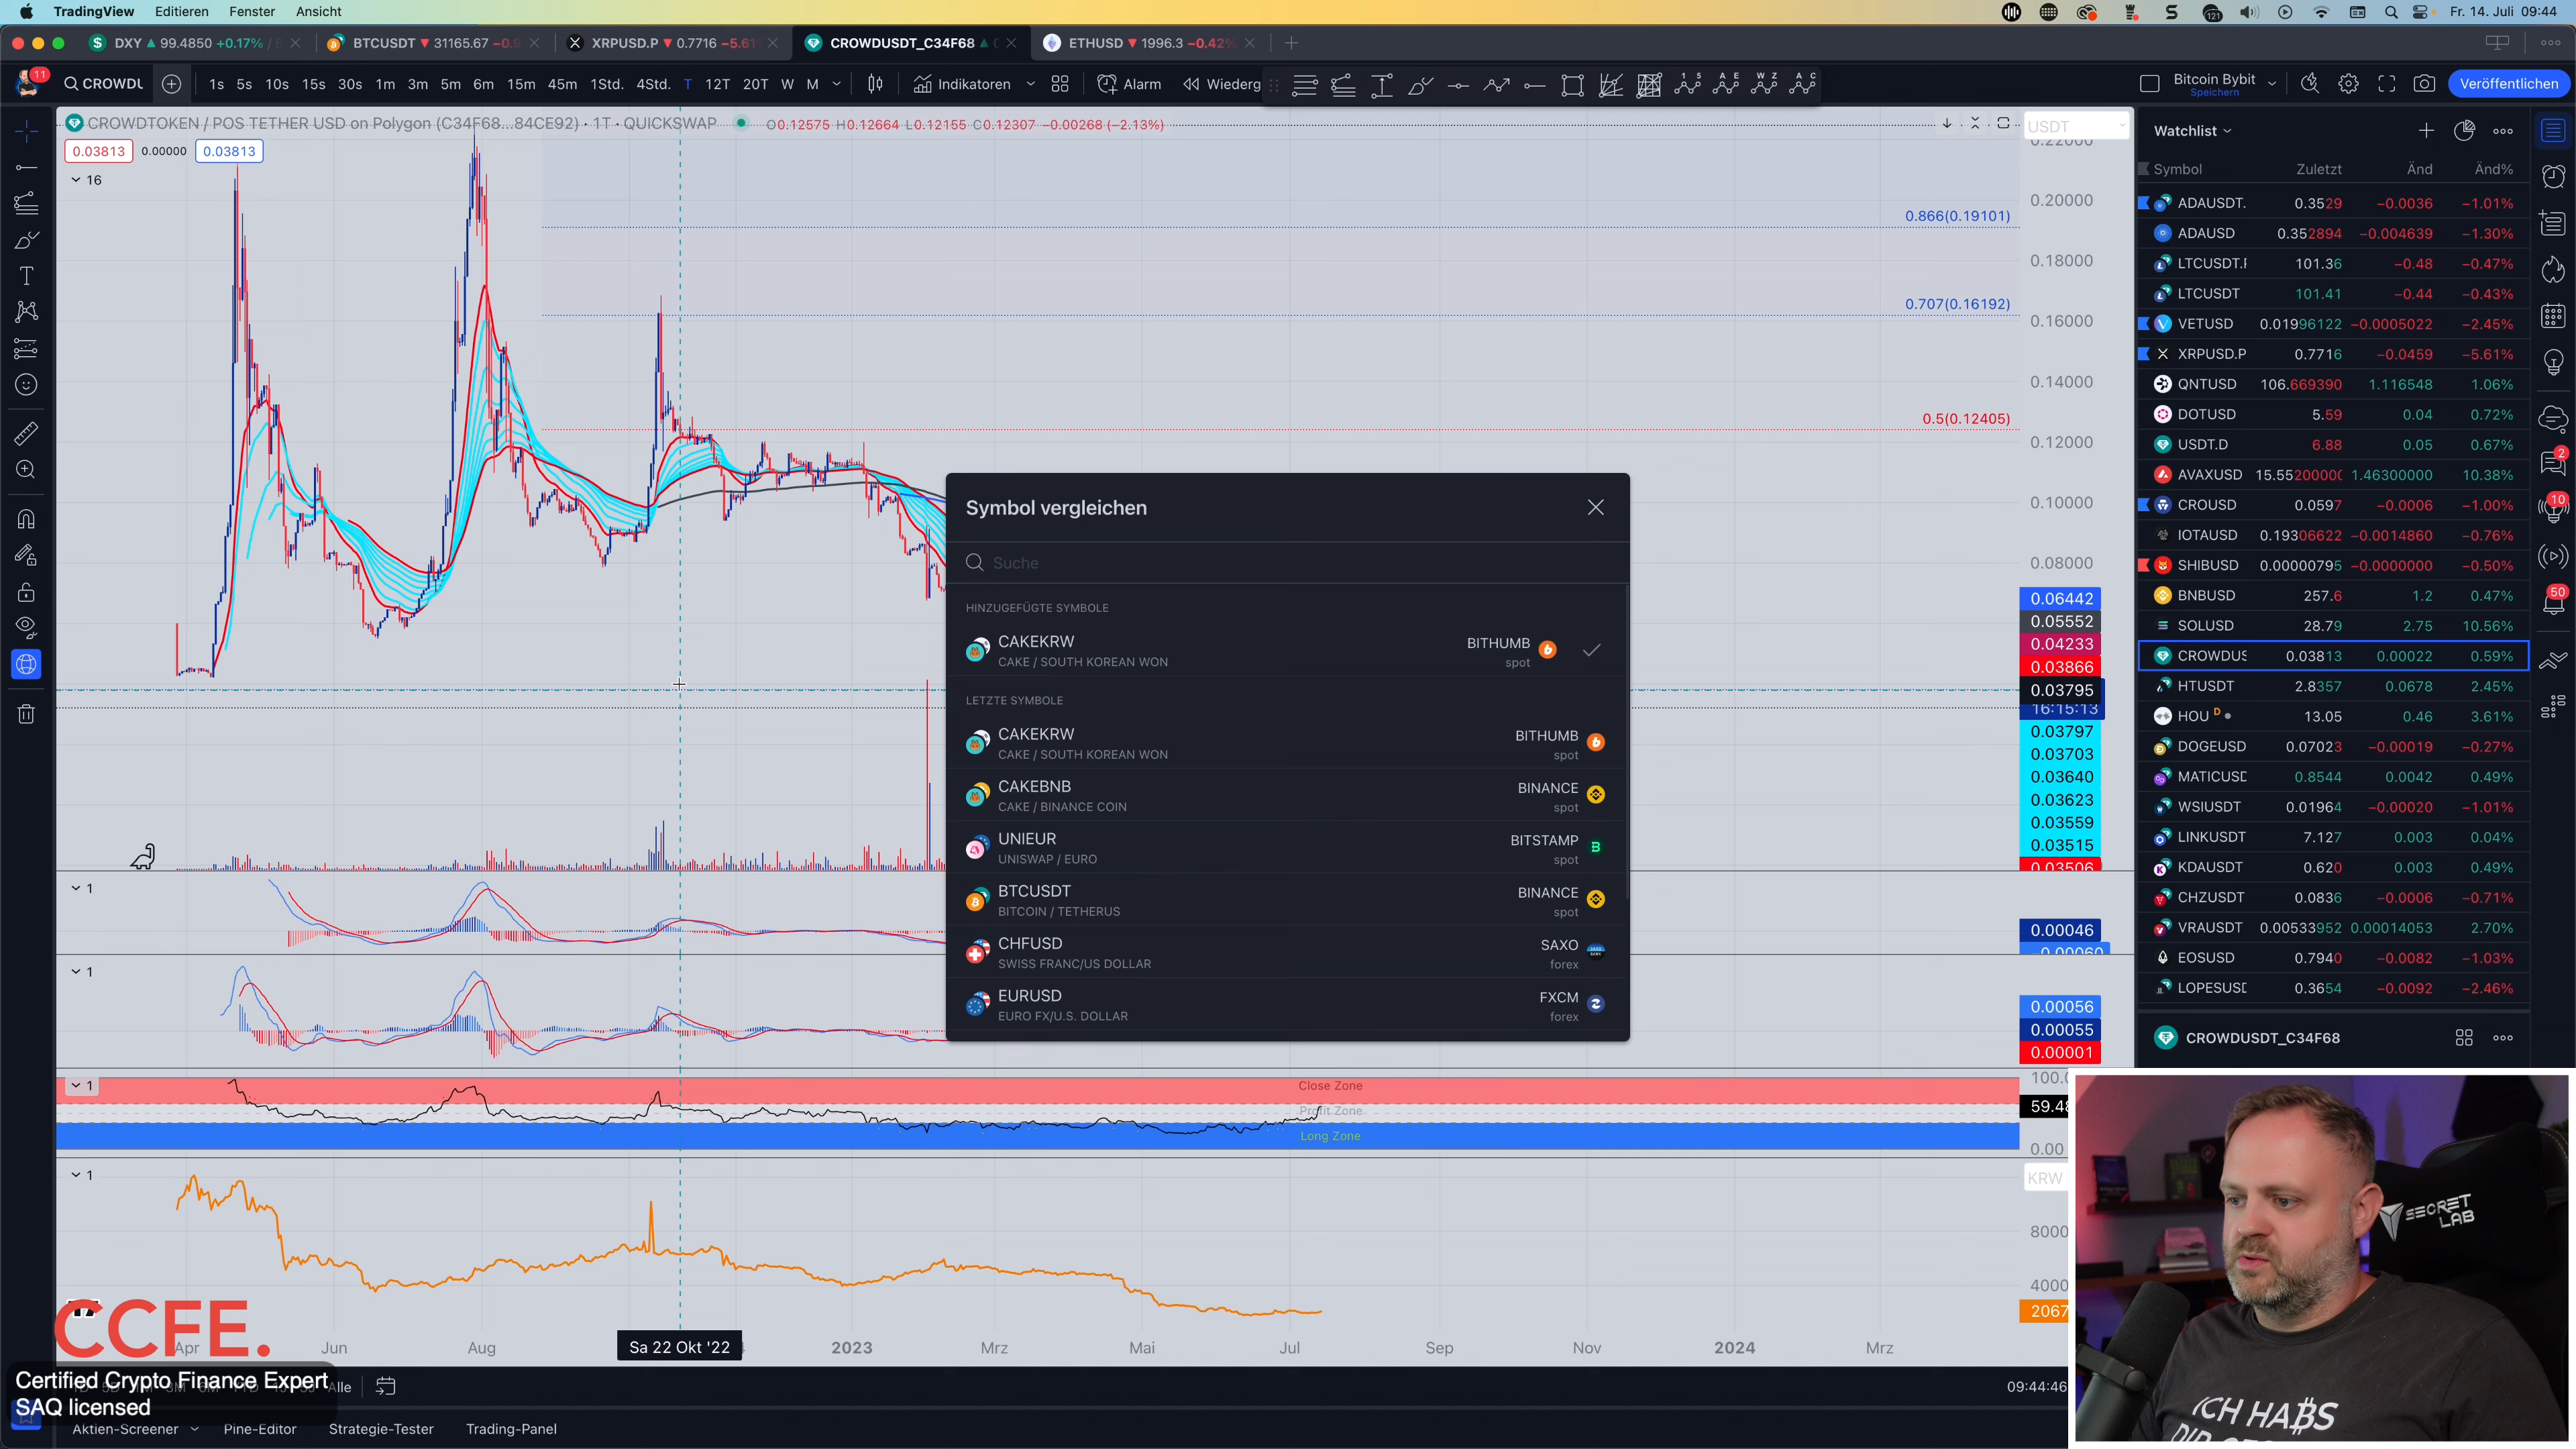 TradingView Editieren Fenster Ansicht
121
Fr. 14. Juli 09:44
DXY 99.4850 +0.17%
BTCUSDT 31165.67
XRPUSD.P 0.7716 −5.61
CROWDUSDT_C34F68
ETHUSD 1996.3 −0.42%
11
CROWDU
1s 5s 10s 15s 30s 1m 3m 5m 6m 15m 45m 1Std. 4Std. T 12T 20T W M
Indikatoren
Alarm
Wiederg
Bitcoin Bybit
Speichern
Veröffentlichen
CROWDTOKEN / POS TETHER USD on Polygon (C34F68...84CE92) · 1T · QUICKSWAP
O0.12575 H0.12664 L0.12155 C0.12307 −0.00268 (−2.13%)
0.03813 0.00000 0.03813
16
USDT
0.22000
0.20000
0.18000
0.16000
0.14000
0.12000
0.10000
0.08000
0.866(0.19101)
0.707(0.16192)
0.5(0.12405)
0.06442
0.05552
0.04233
0.03866
0.03795
16:15:13
0.03797
0.03703
0.03640
0.03623
0.03559
0.03515
0.03506
1
0.00046
1
0.00056
0.00055
0.00001
1
Close Zone
Profit Zone
Long Zone
100.0
59.48
0.00
1
KRW
8000
4000
2067
Apr Jun Aug Sa 22 Okt '22 2023 Mrz Mai Jul Sep Nov 2024 Mrz
Symbol vergleichen
Suche
HINZUGEFÜGTE SYMBOLE
CAKEKRW BITHUMB
CAKE / SOUTH KOREAN WON spot
LETZTE SYMBOLE
CAKEKRW BITHUMB
CAKE / SOUTH KOREAN WON spot
CAKEBNB BINANCE
CAKE / BINANCE COIN spot
UNIEUR BITSTAMP
UNISWAP / EURO spot
BTCUSDT BINANCE
BITCOIN / TETHERUS spot
CHFUSD SAXO
SWISS FRANC/US DOLLAR forex
EURUSD FXCM
EURO FX/U.S. DOLLAR forex
Watchlist
Symbol Zuletzt Änd Änd%
ADAUSDT. 0.3529 −0.0036 −1.01%
ADAUSD 0.352894 −0.004639 −1.30%
LTCUSDT.F 101.36 −0.48 −0.47%
LTCUSDT 101.41 −0.44 −0.43%
VETUSD 0.01996122 −0.0005022 −2.45%
XRPUSD.P 0.7716 −0.0459 −5.61%
QNTUSD 106.669390 1.116548 1.06%
DOTUSD 5.59 0.04 0.72%
USDT.D 6.88 0.05 0.67%
AVAXUSD 15.55200000 1.46300000 10.38%
CROUSD 0.0597 −0.0006 −1.00%
IOTAUSD 0.19306622 −0.0014860 −0.76%
SHIBUSD 0.00000795 −0.0000000 −0.50%
BNBUSD 257.6 1.2 0.47%
SOLUSD 28.79 2.75 10.56%
CROWDUS 0.03813 0.00022 0.59%
HTUSDT 2.8357 0.0678 2.45%
HOU D 13.05 0.46 3.61%
DOGEUSD 0.07023 −0.00019 −0.27%
MATICUSD 0.8544 0.0042 0.49%
WSIUSDT 0.01964 −0.00020 −1.01%
LINKUSDT 7.127 0.003 0.04%
KDAUSDT 0.620 0.003 0.49%
CHZUSDT 0.0836 −0.0006 −0.71%
VRAUSDT 0.00533952 0.00014053 2.70%
EOSUSD 0.7940 −0.0082 −1.03%
LOPESUSD 0.3654 −0.0092 −2.46%
CROWDUSDT_C34F68
2
10
50
CCFE.
Certified Crypto Finance Expert
SAQ licensed
Alle
09:44:46
Aktien-Screener Pine-Editor Strategie-Tester Trading-Panel
SECRET
LAB
ICH HABS